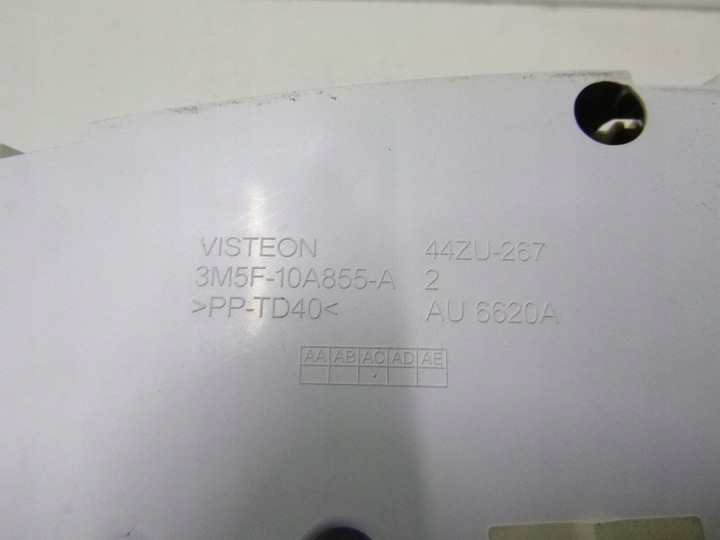 VISTEON 44ZU-267
3M5F-10A855-A 2
>PP-TD40< AU 6620A
AA AB AC AD AE